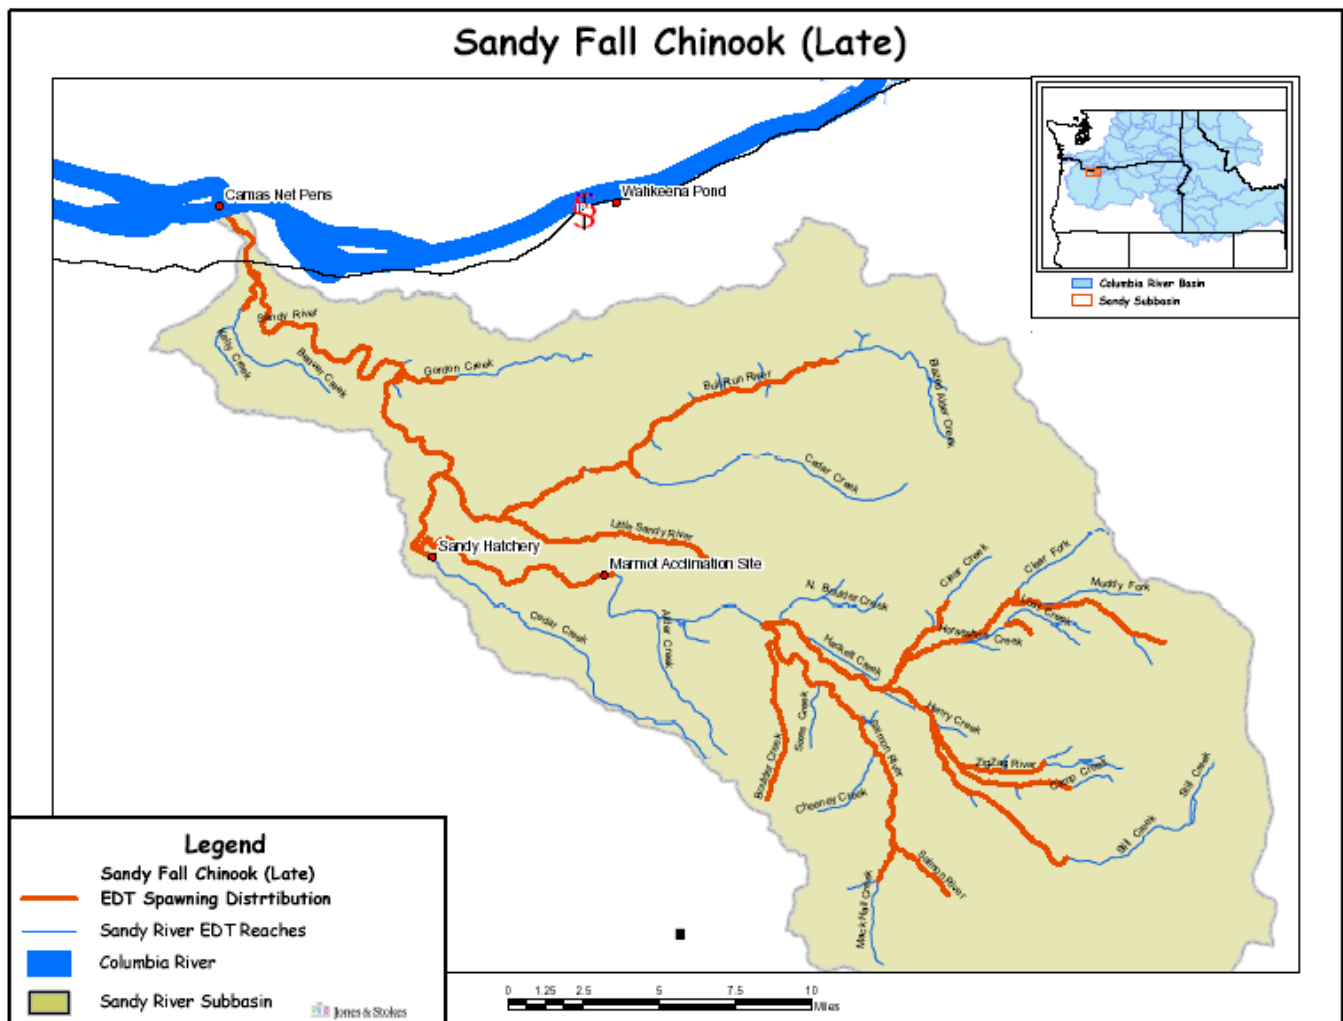 Sandy Fall Chinook (Late)
Camas Net Pens
Wahkeena Pond
Columbia River Basin
Sandy Subbasin
Sandy River
Kelly Creek
Beaver Creek
Gordon Creek
Bull Run River
Blazed Alder Creek
Cedar Creek
Little Sandy River
Sandy Hatchery
Marmot Acclimation Site
Cedar Creek
Alder Creek
N. Boulder Creek
Clear Creek
Clear Fork
Muddy Fork
Lost Creek
Horseshoe Creek
Hackett Creek
Henry Creek
Boulder Creek
Salmon River
Cheeney Creek
ZigZag River
Camp Creek
Still Creek
Still Creek
Salmon River
Mack Hall Creek
Legend
Sandy Fall Chinook (Late)
EDT Spawning Distrtibution
Sandy River EDT Reaches
Columbia River
Sandy River Subbasin
Jones & Stokes
0 1.25 2.5 5 7.5 10
Miles